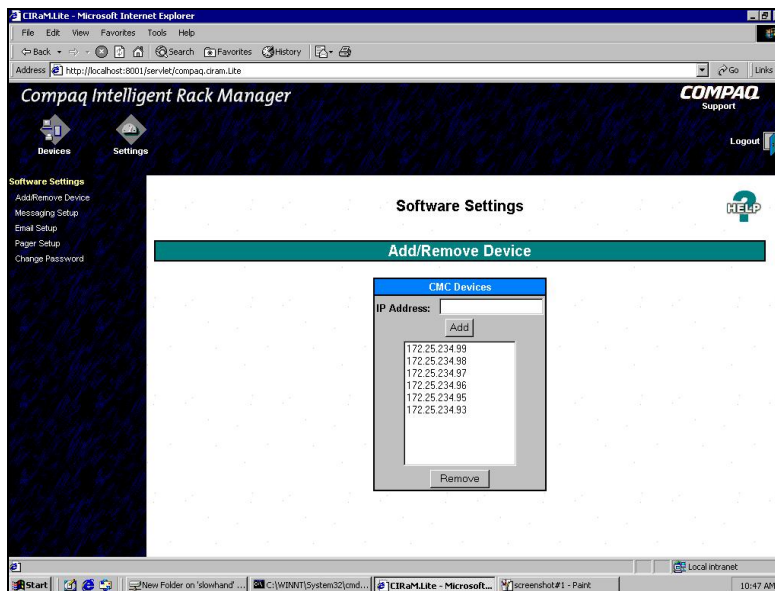 CIRaM.Lite - Microsoft Internet Explorer
File Edit View Favorites Tools Help
Back Search Favorites History
Address http://localhost:8001/servlet/compaq.ciram.Lite Go Links
Compaq Intelligent Rack Manager
COMPAQ
Support
Devices Settings
Logout
Software Settings
Add/Remove Device
Messaging Setup
Email Setup
Pager Setup
Change Password
Software Settings
HELP
Add/Remove Device
CMC Devices
IP Address:
Add
172.25.234.99
172.25.234.98
172.25.234.97
172.25.234.96
172.25.234.95
172.25.234.93
Remove
Local intranet
Start New Folder on 'slowhand' ... C:\WINNT\System32\cmd... CIRaM.Lite - Microsoft... screenshot#1 - Paint 10:47 AM